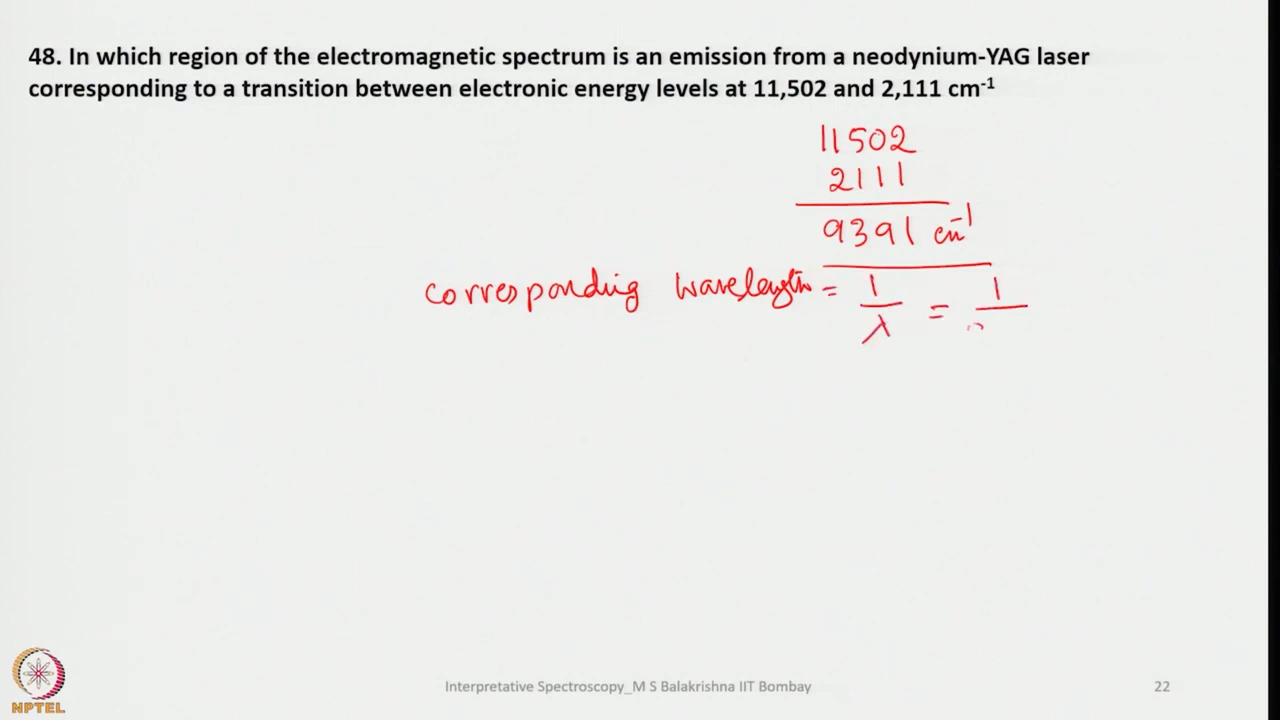 48. In which region of the electromagnetic spectrum is an emission from a neodynium-YAG laser
corresponding to a transition between electronic energy levels at 11,502 and 2,111 cm⁻¹
11502
2111
9391 cm⁻¹
corresponding wavelength = 1/λ = 1/
NPTEL
Interpretative Spectroscopy_M S Balakrishna IIT Bombay
22